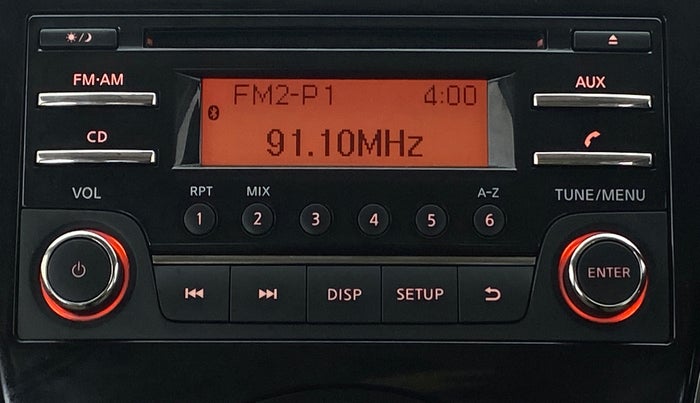 FM·AM
FM2-P1 4:00
AUX
CD
91.10MHz
VOL
RPT MIX A-Z
TUNE/MENU
1 2 3 4 5 6
DISP SETUP
ENTER